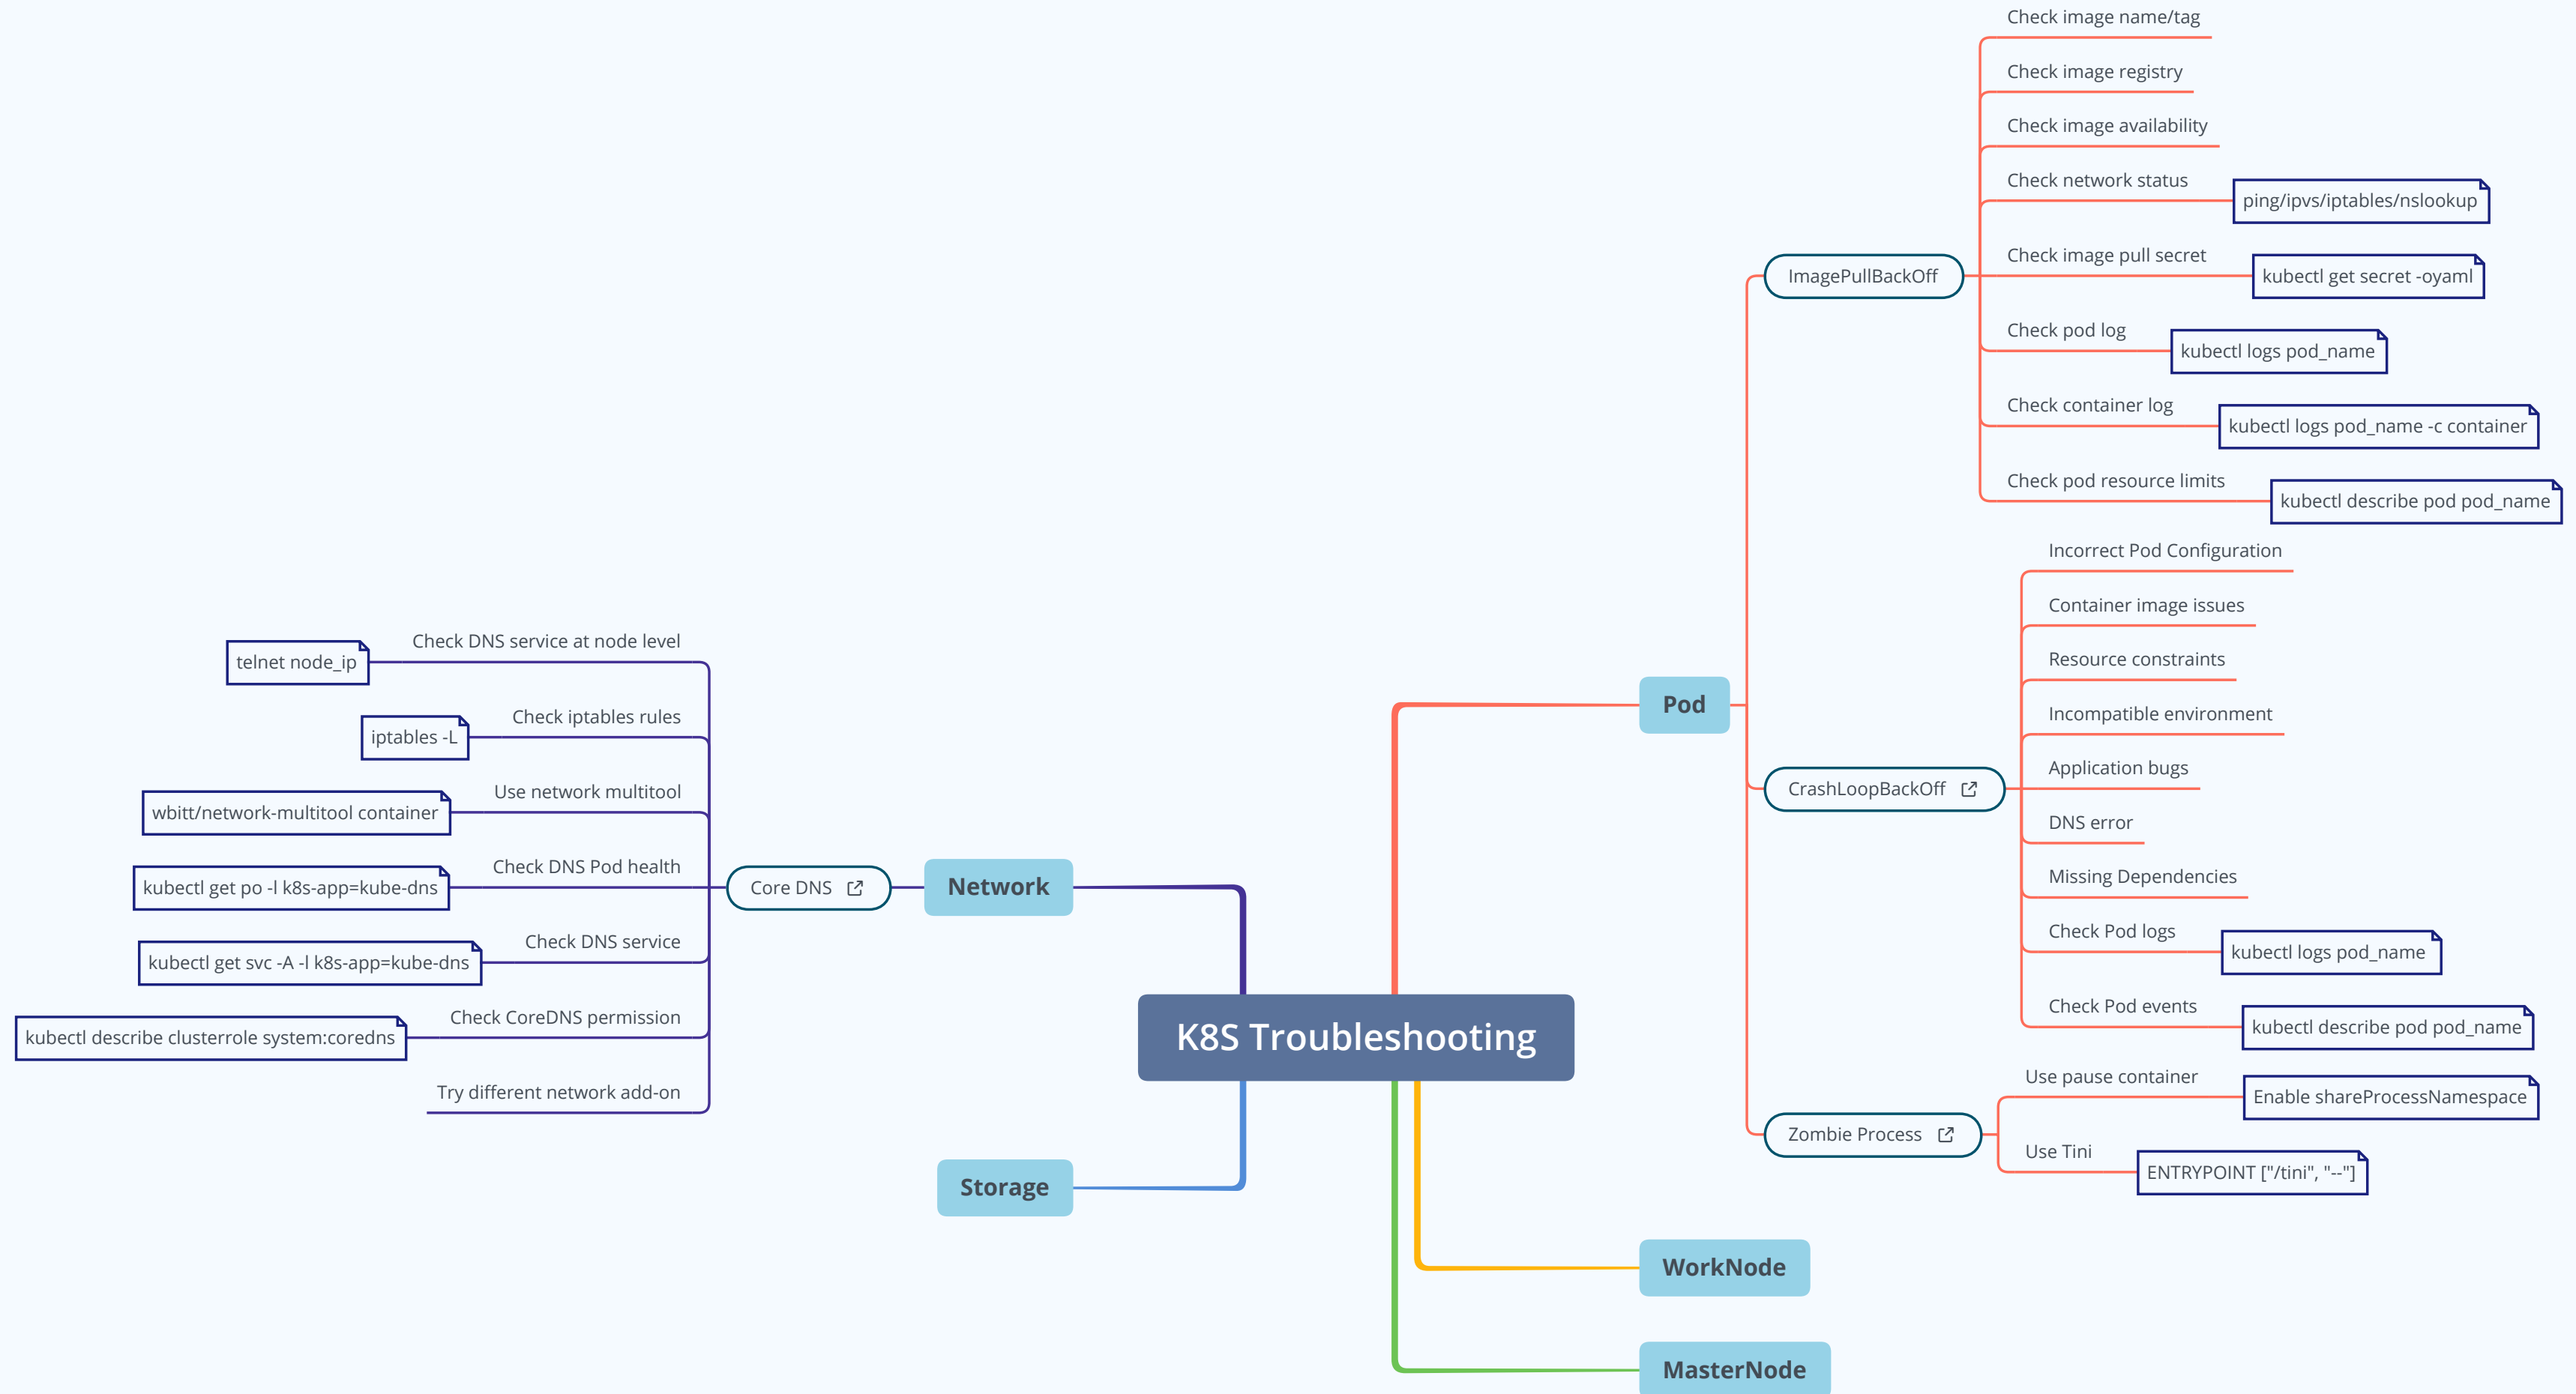 K8S Troubleshooting
Pod
ImagePullBackOff
Check image name/tag
Check image registry
Check image availability
Check network status
ping/ipvs/iptables/nslookup
Check image pull secret
kubectl get secret -oyaml
Check pod log
kubectl logs pod_name
Check container log
kubectl logs pod_name -c container
Check pod resource limits
kubectl describe pod pod_name
CrashLoopBackOff
Incorrect Pod Configuration
Container image issues
Resource constraints
Incompatible environment
Application bugs
DNS error
Missing Dependencies
Check Pod logs
kubectl logs pod_name
Check Pod events
kubectl describe pod pod_name
Zombie Process
Use pause container
Enable shareProcessNamespace
Use Tini
ENTRYPOINT ["/tini", "--"]
WorkNode
MasterNode
Network
Core DNS
Check DNS service at node level
telnet node_ip
Check iptables rules
iptables -L
Use network multitool
wbitt/network-multitool container
Check DNS Pod health
kubectl get po -l k8s-app=kube-dns
Check DNS service
kubectl get svc -A -l k8s-app=kube-dns
Check CoreDNS permission
kubectl describe clusterrole system:coredns
Try different network add-on
Storage